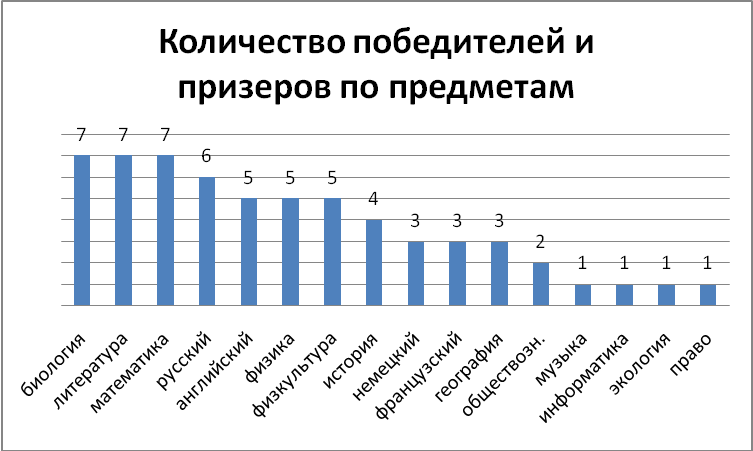 Количество победителей и
призеров по предметам
7 7 7 6 5 5 5 4 3 3 3 2 1 1 1 1
биология
литература
математика
русский
английский
физика
физкультура
история
немецкий
французский
география
обществозн.
музыка
информатика
экология
право